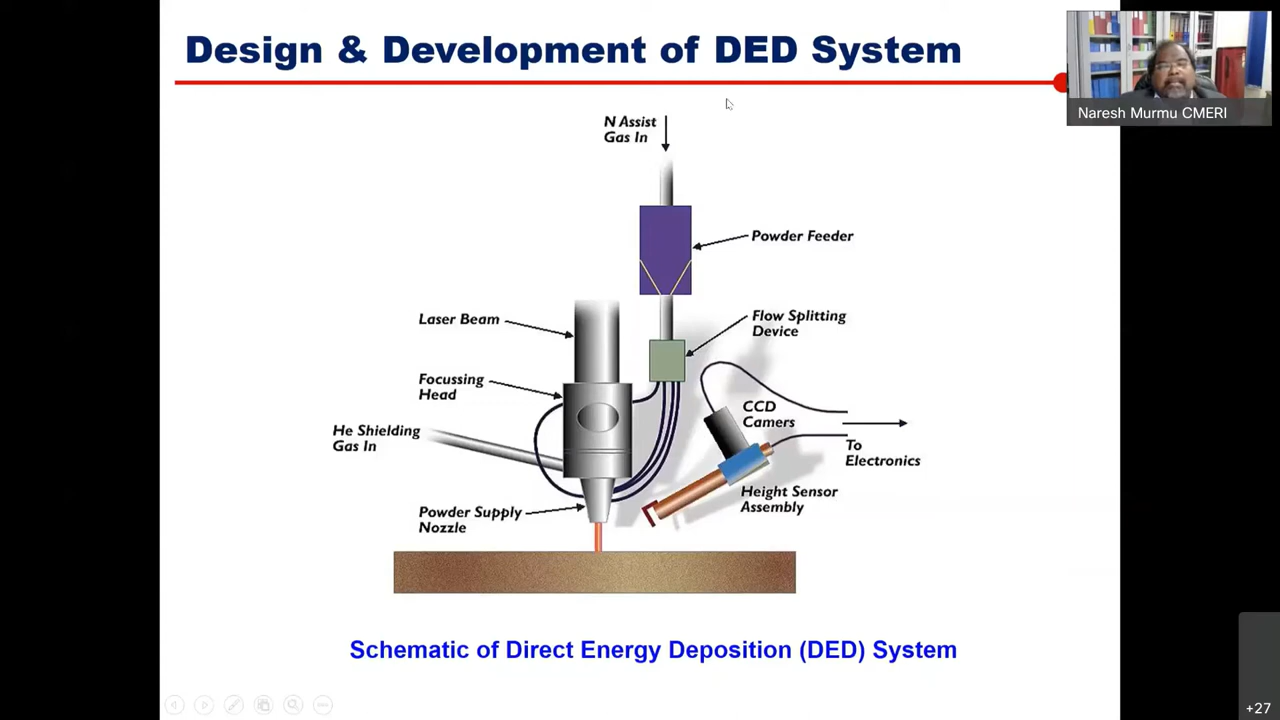 Design & Development of DED System
Naresh Murmu CMERI
N Assist
Gas In
Powder Feeder
Laser Beam
Flow Splitting
Device
Focussing
Head
CCD
Camers
He Shielding
Gas In
To
Electronics
Height Sensor
Assembly
Powder Supply
Nozzle
Schematic of Direct Energy Deposition (DED) System
+27